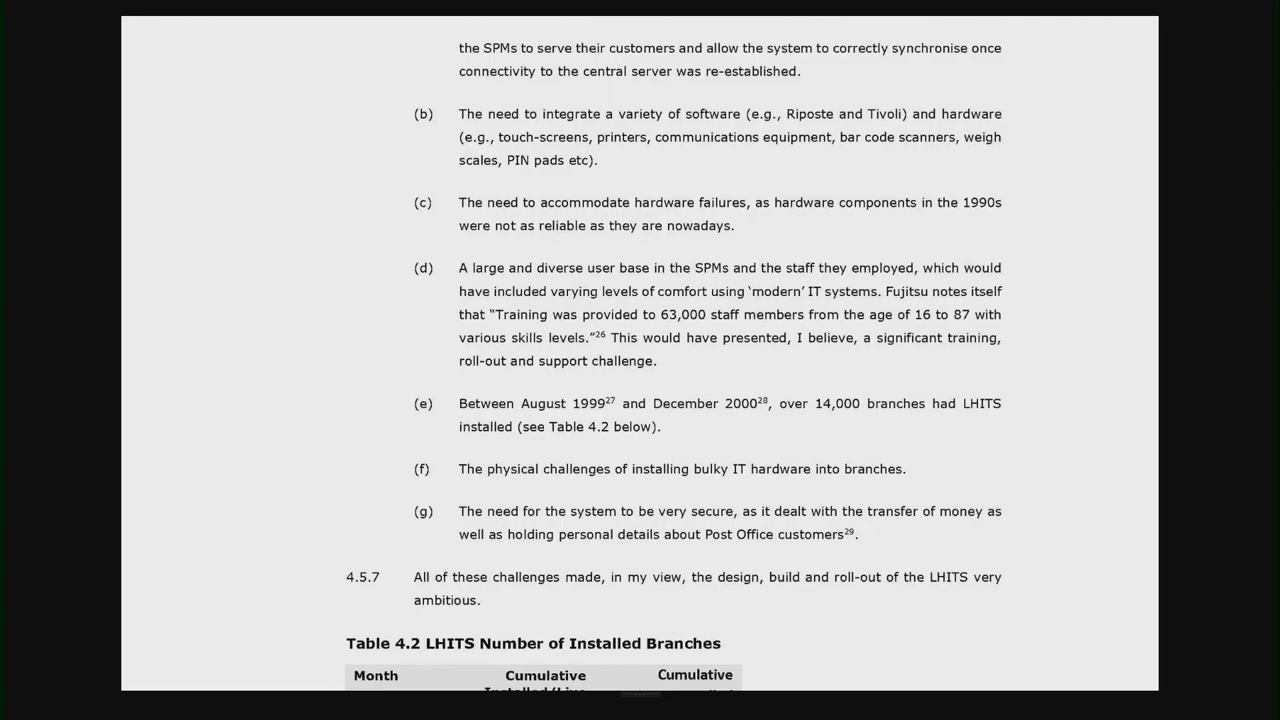 the SPMs to serve their customers and allow the system to correctly synchronise once
connectivity to the central server was re-established.
(b) The need to integrate a variety of software (e.g., Riposte and Tivoli) and hardware
(e.g., touch-screens, printers, communications equipment, bar code scanners, weigh
scales, PIN pads etc).
(c) The need to accommodate hardware failures, as hardware components in the 1990s
were not as reliable as they are nowadays.
(d) A large and diverse user base in the SPMs and the staff they employed, which would
have included varying levels of comfort using ‘modern’ IT systems. Fujitsu notes itself
that “Training was provided to 63,000 staff members from the age of 16 to 87 with
various skills levels.”26 This would have presented, I believe, a significant training,
roll-out and support challenge.
(e) Between August 199927 and December 200028, over 14,000 branches had LHITS
installed (see Table 4.2 below).
(f) The physical challenges of installing bulky IT hardware into branches.
(g) The need for the system to be very secure, as it dealt with the transfer of money as
well as holding personal details about Post Office customers29.
4.5.7 All of these challenges made, in my view, the design, build and roll-out of the LHITS very
ambitious.
Table 4.2 LHITS Number of Installed Branches
Month Cumulative Cumulative